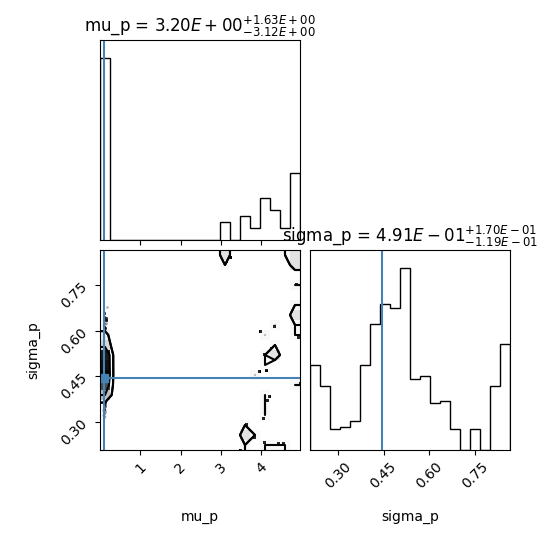 mu_p = 3.20E+00+1.63E+00−3.12E+00
sigma_p = 4.91E−01+1.70E−01−1.19E−01
0.75
0.60
0.45
0.30
sigma_p
1
2
3
4
mu_p
0.30
0.45
0.60
0.75
sigma_p